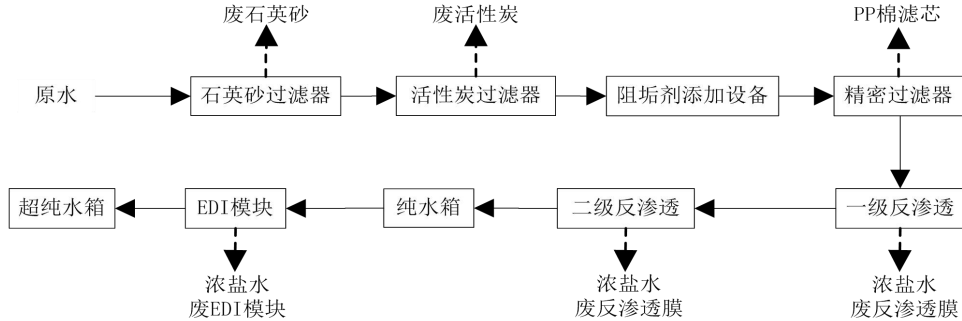 废石英砂
废活性炭
PP棉滤芯
原水
石英砂过滤器
活性炭过滤器
阻垢剂添加设备
精密过滤器
超纯水箱
EDI模块
纯水箱
二级反渗透
一级反渗透
浓盐水
废EDI模块
浓盐水
废反渗透膜
浓盐水
废反渗透膜